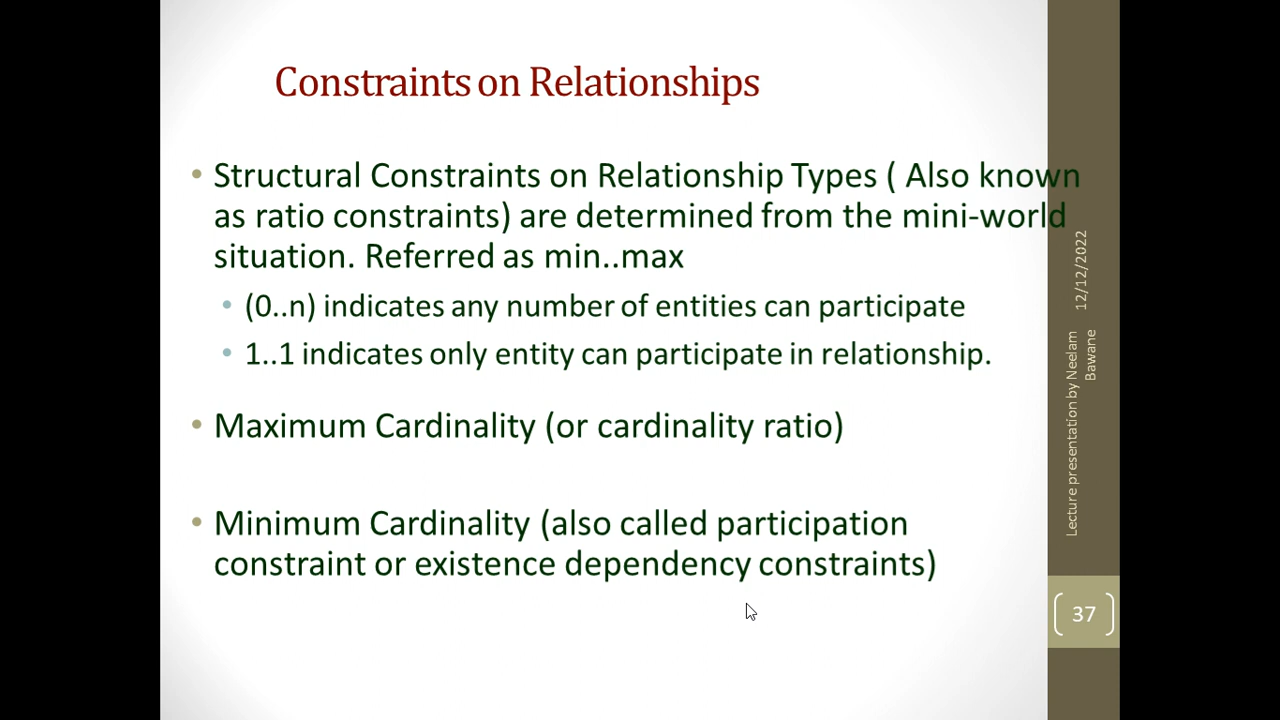 Constraints on Relationships
• Structural Constraints on Relationship Types ( Also known
as ratio constraints) are determined from the mini-world
situation. Referred as min..max
• (0..n) indicates any number of entities can participate
• 1..1 indicates only entity can participate in relationship.
• Maximum Cardinality (or cardinality ratio)
• Minimum Cardinality (also called participation
constraint or existence dependency constraints)
12/12/2022
Lecture presentation by Neelam
Bawane
37